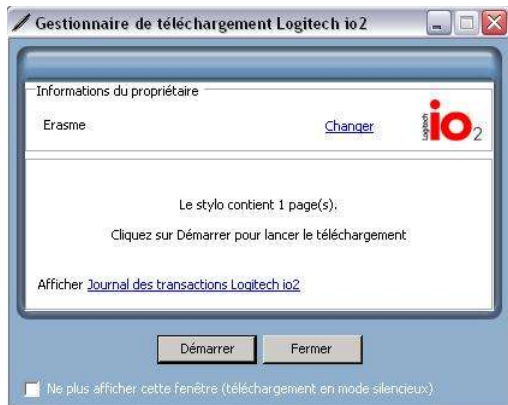 Gestionnaire de téléchargement Logitech io2
Informations du propriétaire
Erasme
Changer
Logitech
io2
Le stylo contient 1 page(s).
Cliquez sur Démarrer pour lancer le téléchargement
Afficher Journal des transactions Logitech io2
Démarrer
Fermer
Ne plus afficher cette fenêtre (téléchargement en mode silencieux)